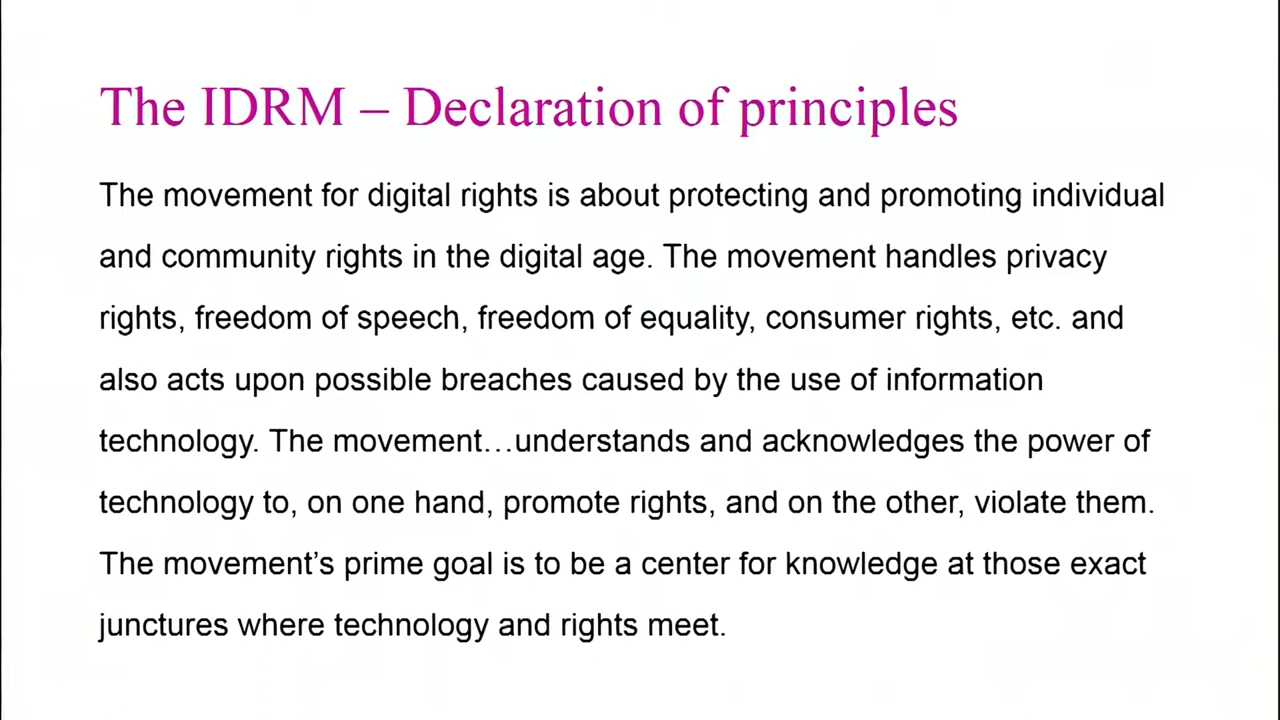 The IDRM – Declaration of principles
The movement for digital rights is about protecting and promoting individual
and community rights in the digital age. The movement handles privacy
rights, freedom of speech, freedom of equality, consumer rights, etc. and
also acts upon possible breaches caused by the use of information
technology. The movement…understands and acknowledges the power of
technology to, on one hand, promote rights, and on the other, violate them.
The movement’s prime goal is to be a center for knowledge at those exact
junctures where technology and rights meet.